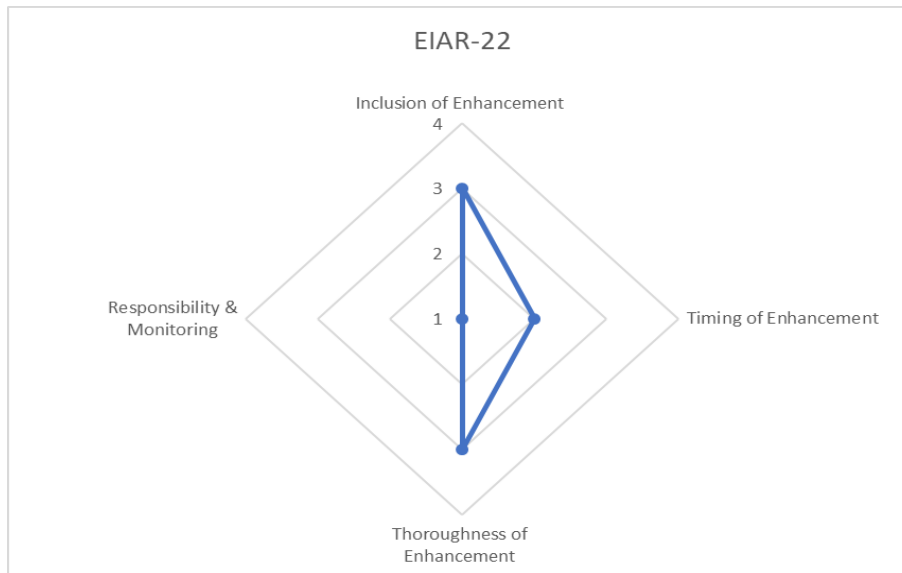 EIAR-22
Inclusion of Enhancement
4
3
2
1
Responsibility &
Monitoring
Timing of Enhancement
Thoroughness of
Enhancement